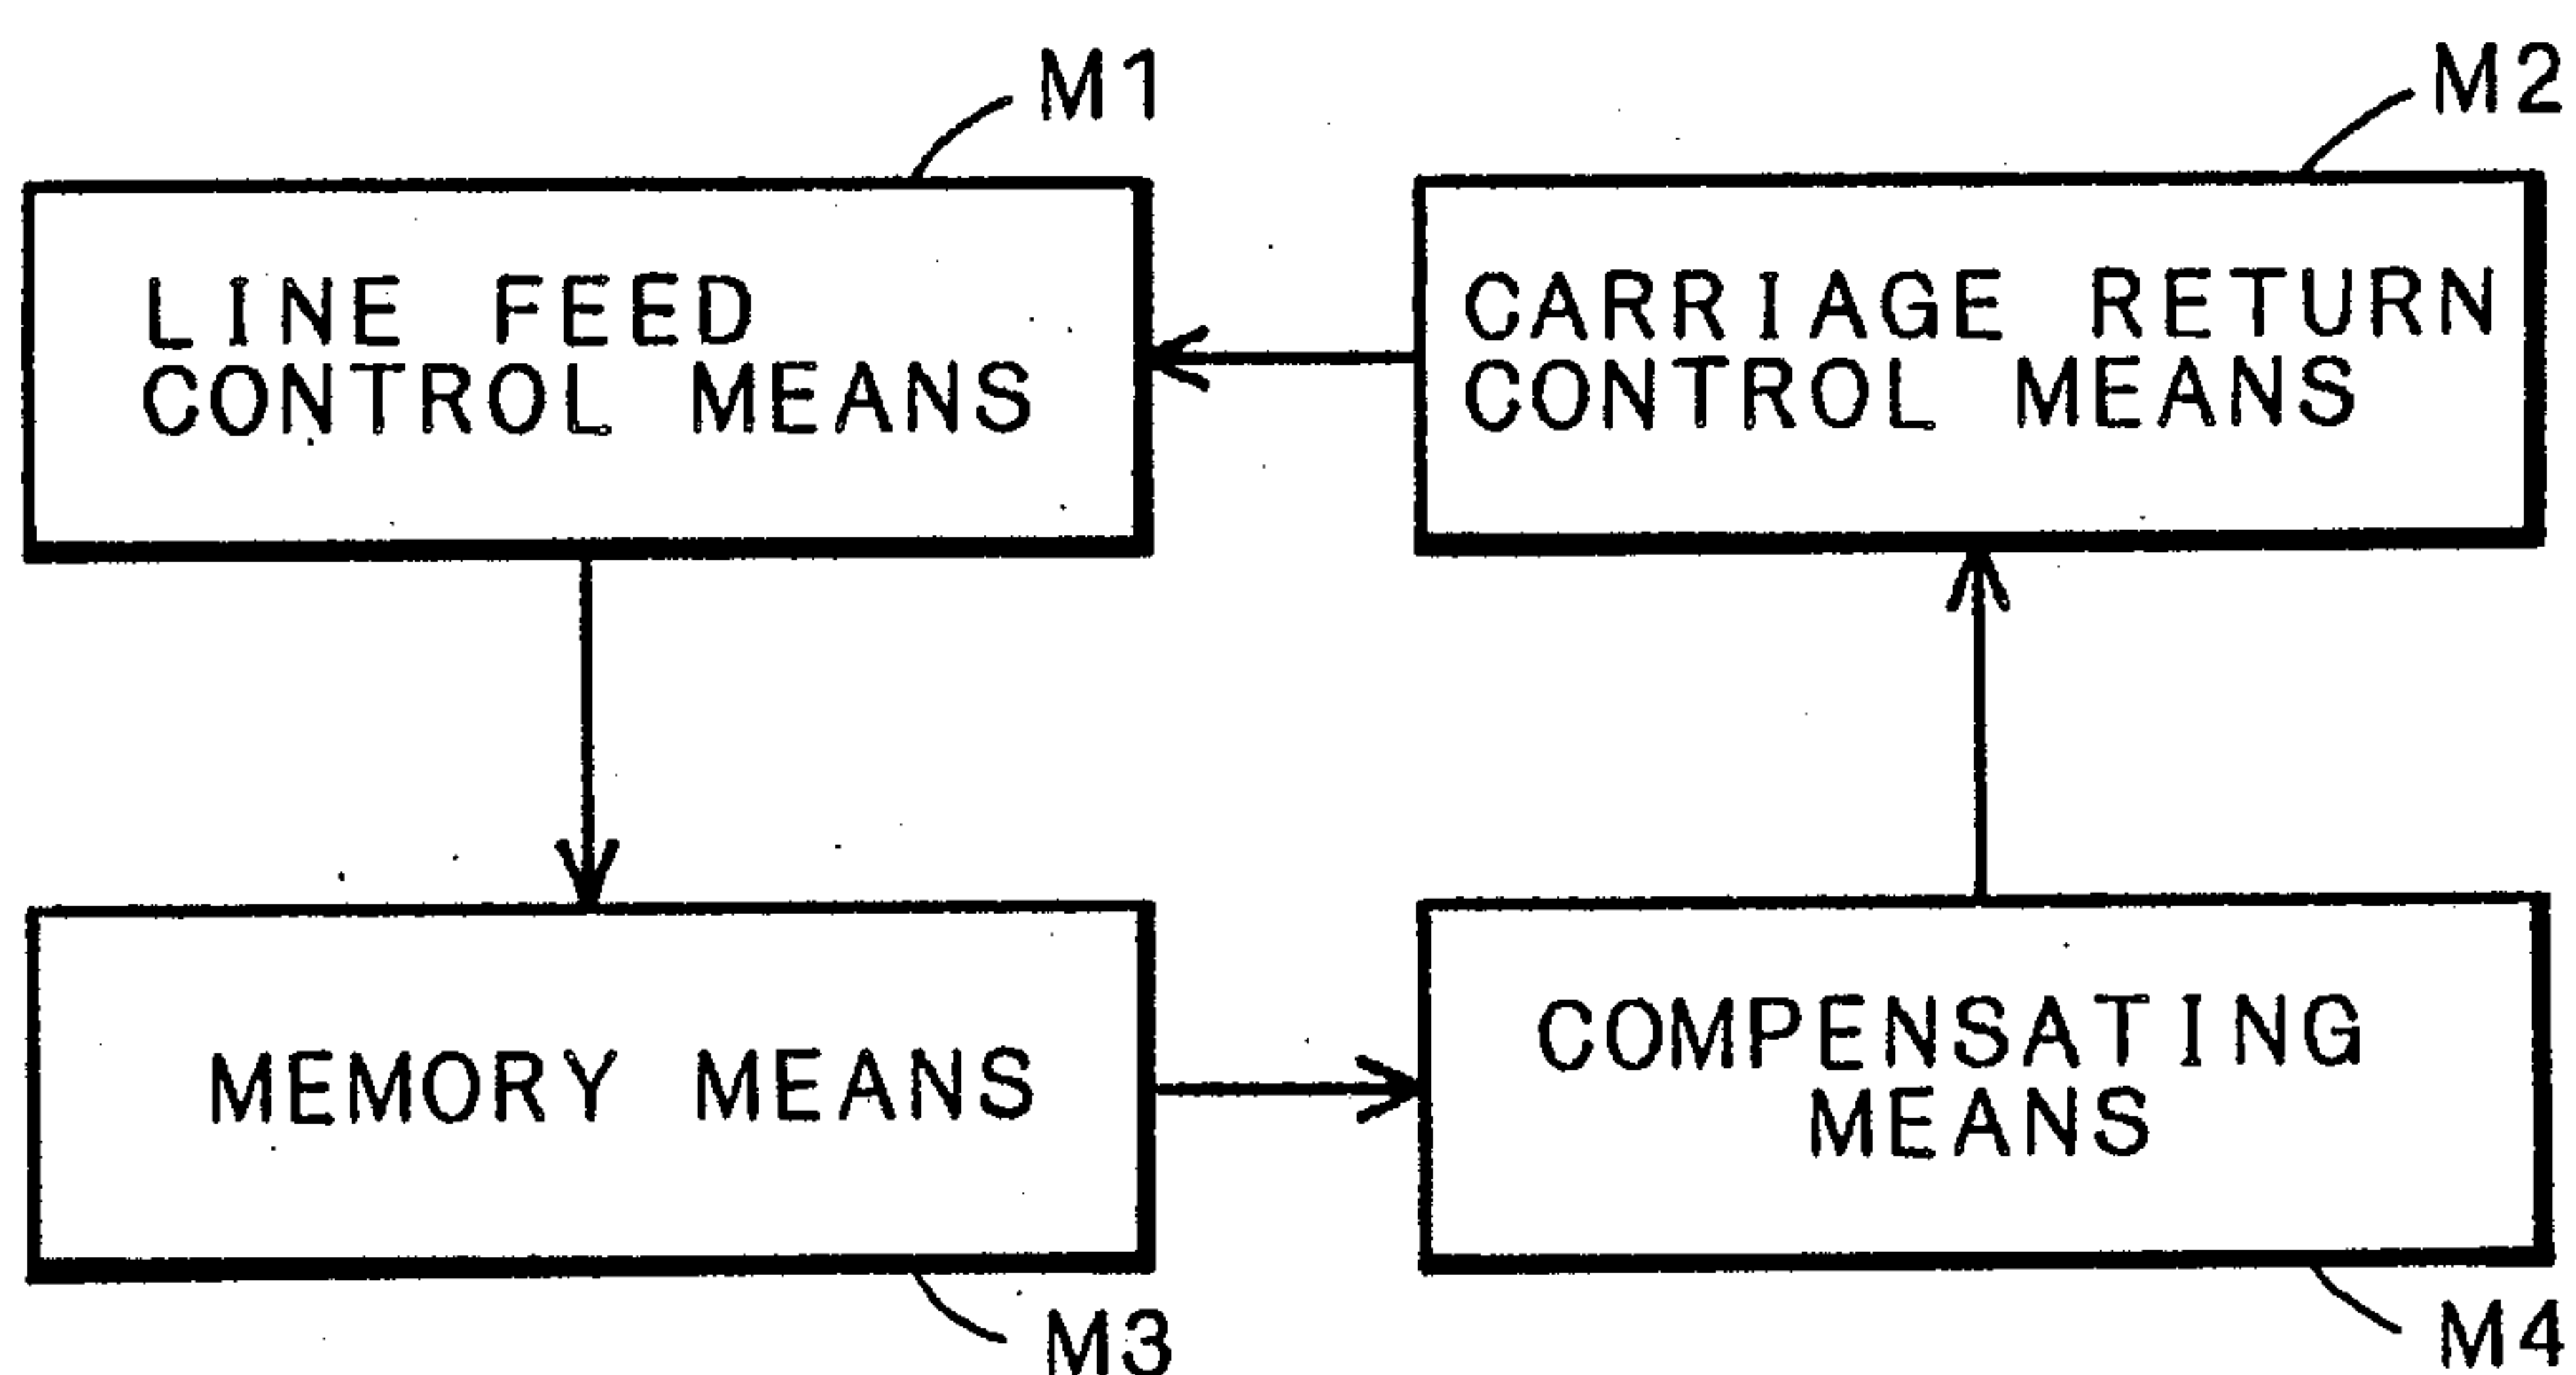 M1
M2
LINE FEED
CONTROL MEANS
CARRIAGE RETURN
CONTROL MEANS
MEMORY MEANS
COMPENSATING
MEANS
M3
M4